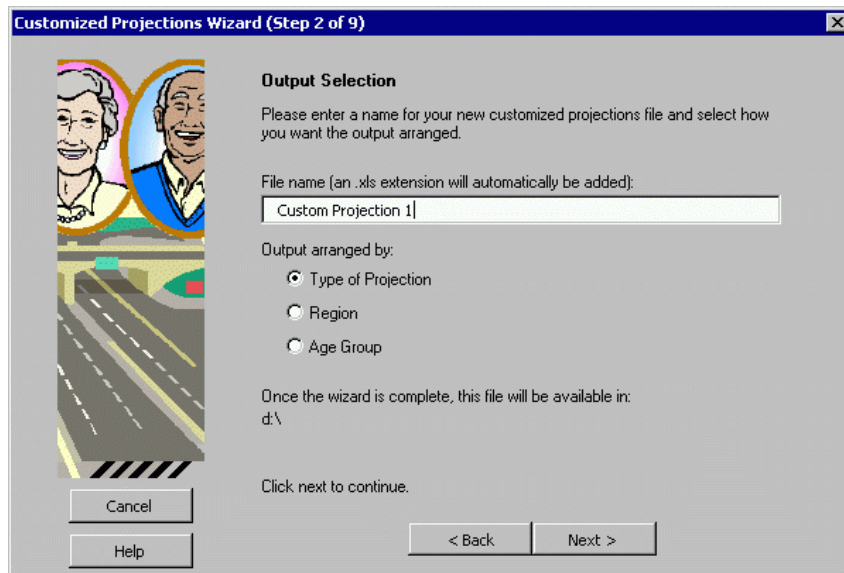 Customized Projections Wizard (Step 2 of 9)
Output Selection
Please enter a name for your new customized projections file and select how
you want the output arranged.
File name (an .xls extension will automatically be added):
Custom Projection 1
Output arranged by:
Type of Projection
Region
Age Group
Once the wizard is complete, this file will be available in:
d:\
Click next to continue.
Cancel
Help
< Back
Next >